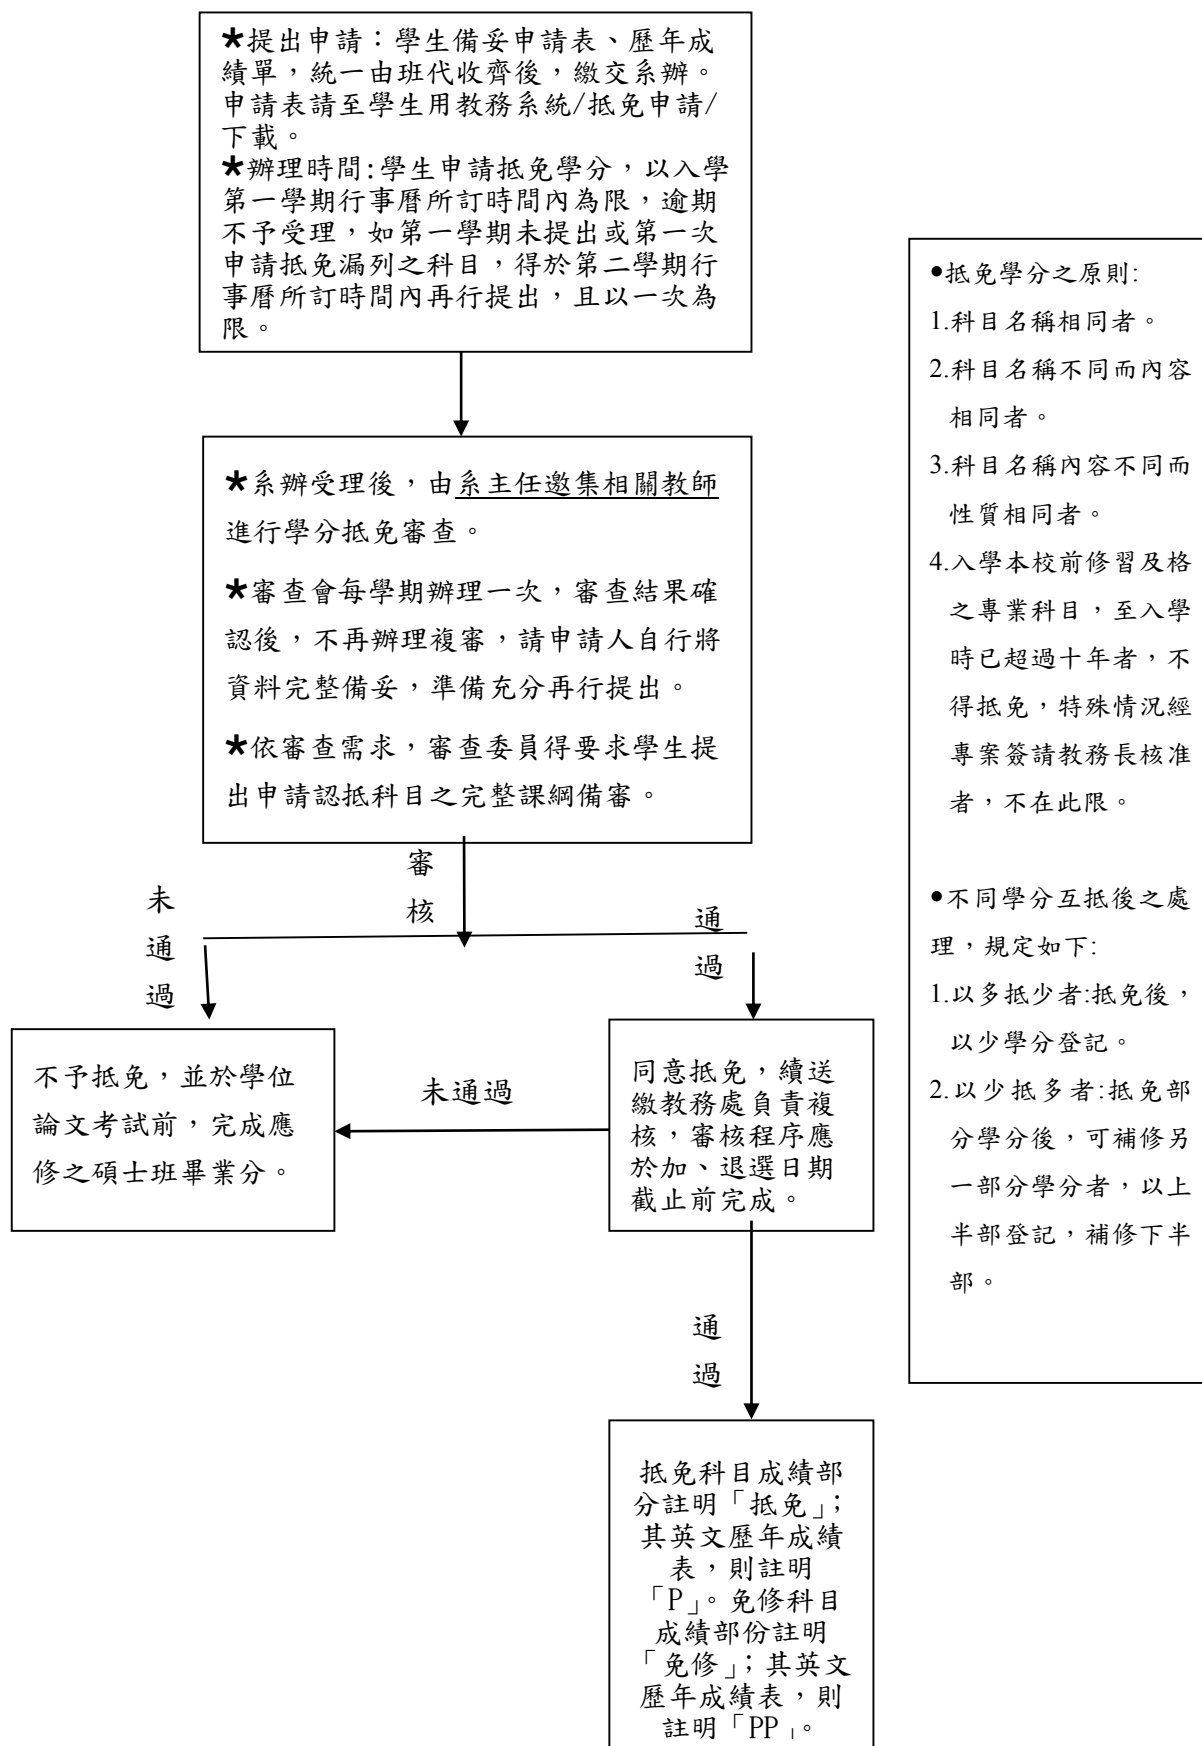 ★提出申請：學生備妥申請表、歷年成
績單，統一由班代收齊後，繳交系辦。
申請表請至學生用教務系統/抵免申請/
下載。
★辦理時間:學生申請抵免學分，以入學
第一學期行事曆所訂時間內為限，逾期
不予受理，如第一學期未提出或第一次
申請抵免漏列之科目，得於第二學期行
事曆所訂時間內再行提出，且以一次為
限。
★系辦受理後，由系主任邀集相關教師
進行學分抵免審查。
★審查會每學期辦理一次，審查結果確
認後，不再辦理複審，請申請人自行將
資料完整備妥，準備充分再行提出。
★依審查需求，審查委員得要求學生提
出申請認抵科目之完整課綱備審。
審
核
未
通
過
通
過
不予抵免，並於學位
論文考試前，完成應
修之碩士班畢業分。
未通過
同意抵免，續送
繳教務處負責複
核，審核程序應
於加、退選日期
截止前完成。
通
過
抵免科目成績部
分註明「抵免」；
其英文歷年成績
表，則註明
「P」。免修科目
成績部份註明
「免修」；其英文
歷年成績表，則
註明「PP」。
●抵免學分之原則:
1.科目名稱相同者。
2.科目名稱不同而內容
相同者。
3.科目名稱內容不同而
性質相同者。
4.入學本校前修習及格
之專業科目，至入學
時已超過十年者，不
得抵免，特殊情況經
專案簽請教務長核准
者，不在此限。
●不同學分互抵後之處
理，規定如下:
1.以多抵少者:抵免後，
以少學分登記。
2.以少抵多者:抵免部
分學分後，可補修另
一部分學分者，以上
半部登記，補修下半
部。